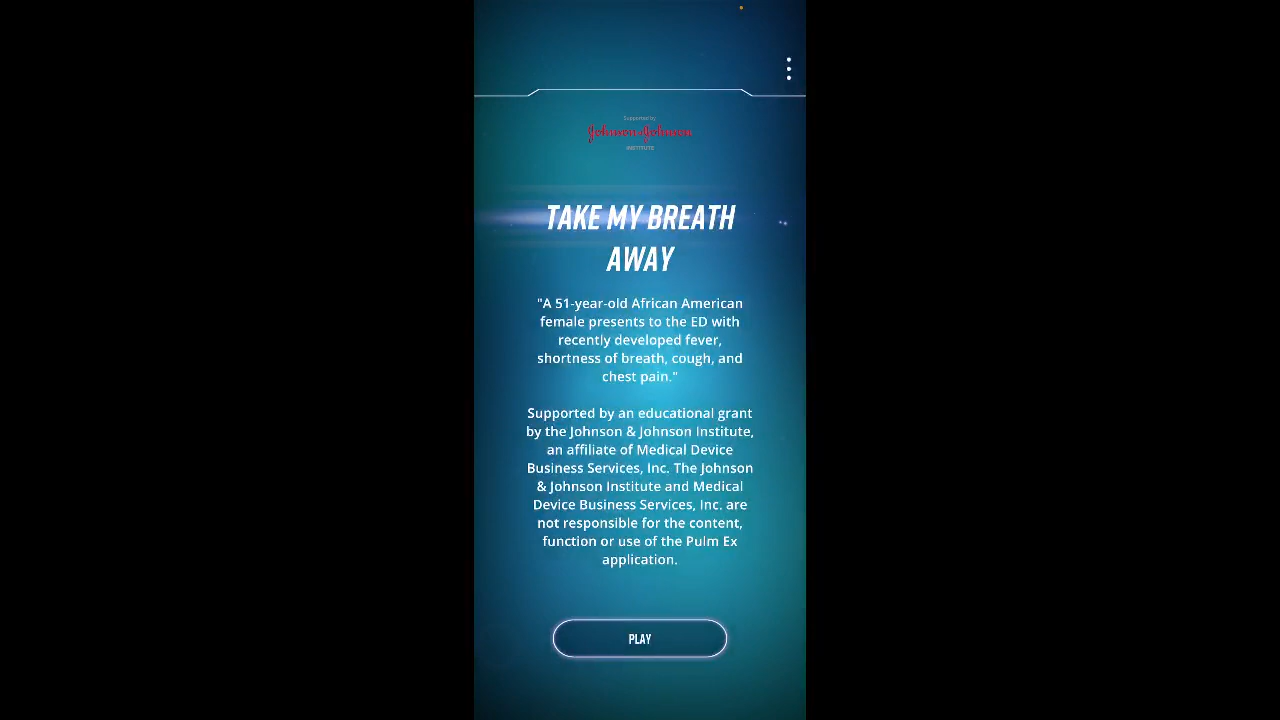 Supported by
Johnson & Johnson
INSTITUTE
TAKE MY BREATH
AWAY
"A 51-year-old African American
female presents to the ED with
recently developed fever,
shortness of breath, cough, and
chest pain."
Supported by an educational grant
by the Johnson & Johnson Institute,
an affiliate of Medical Device
Business Services, Inc. The Johnson
& Johnson Institute and Medical
Device Business Services, Inc. are
not responsible for the content,
function or use of the Pulm Ex
application.
PLAY